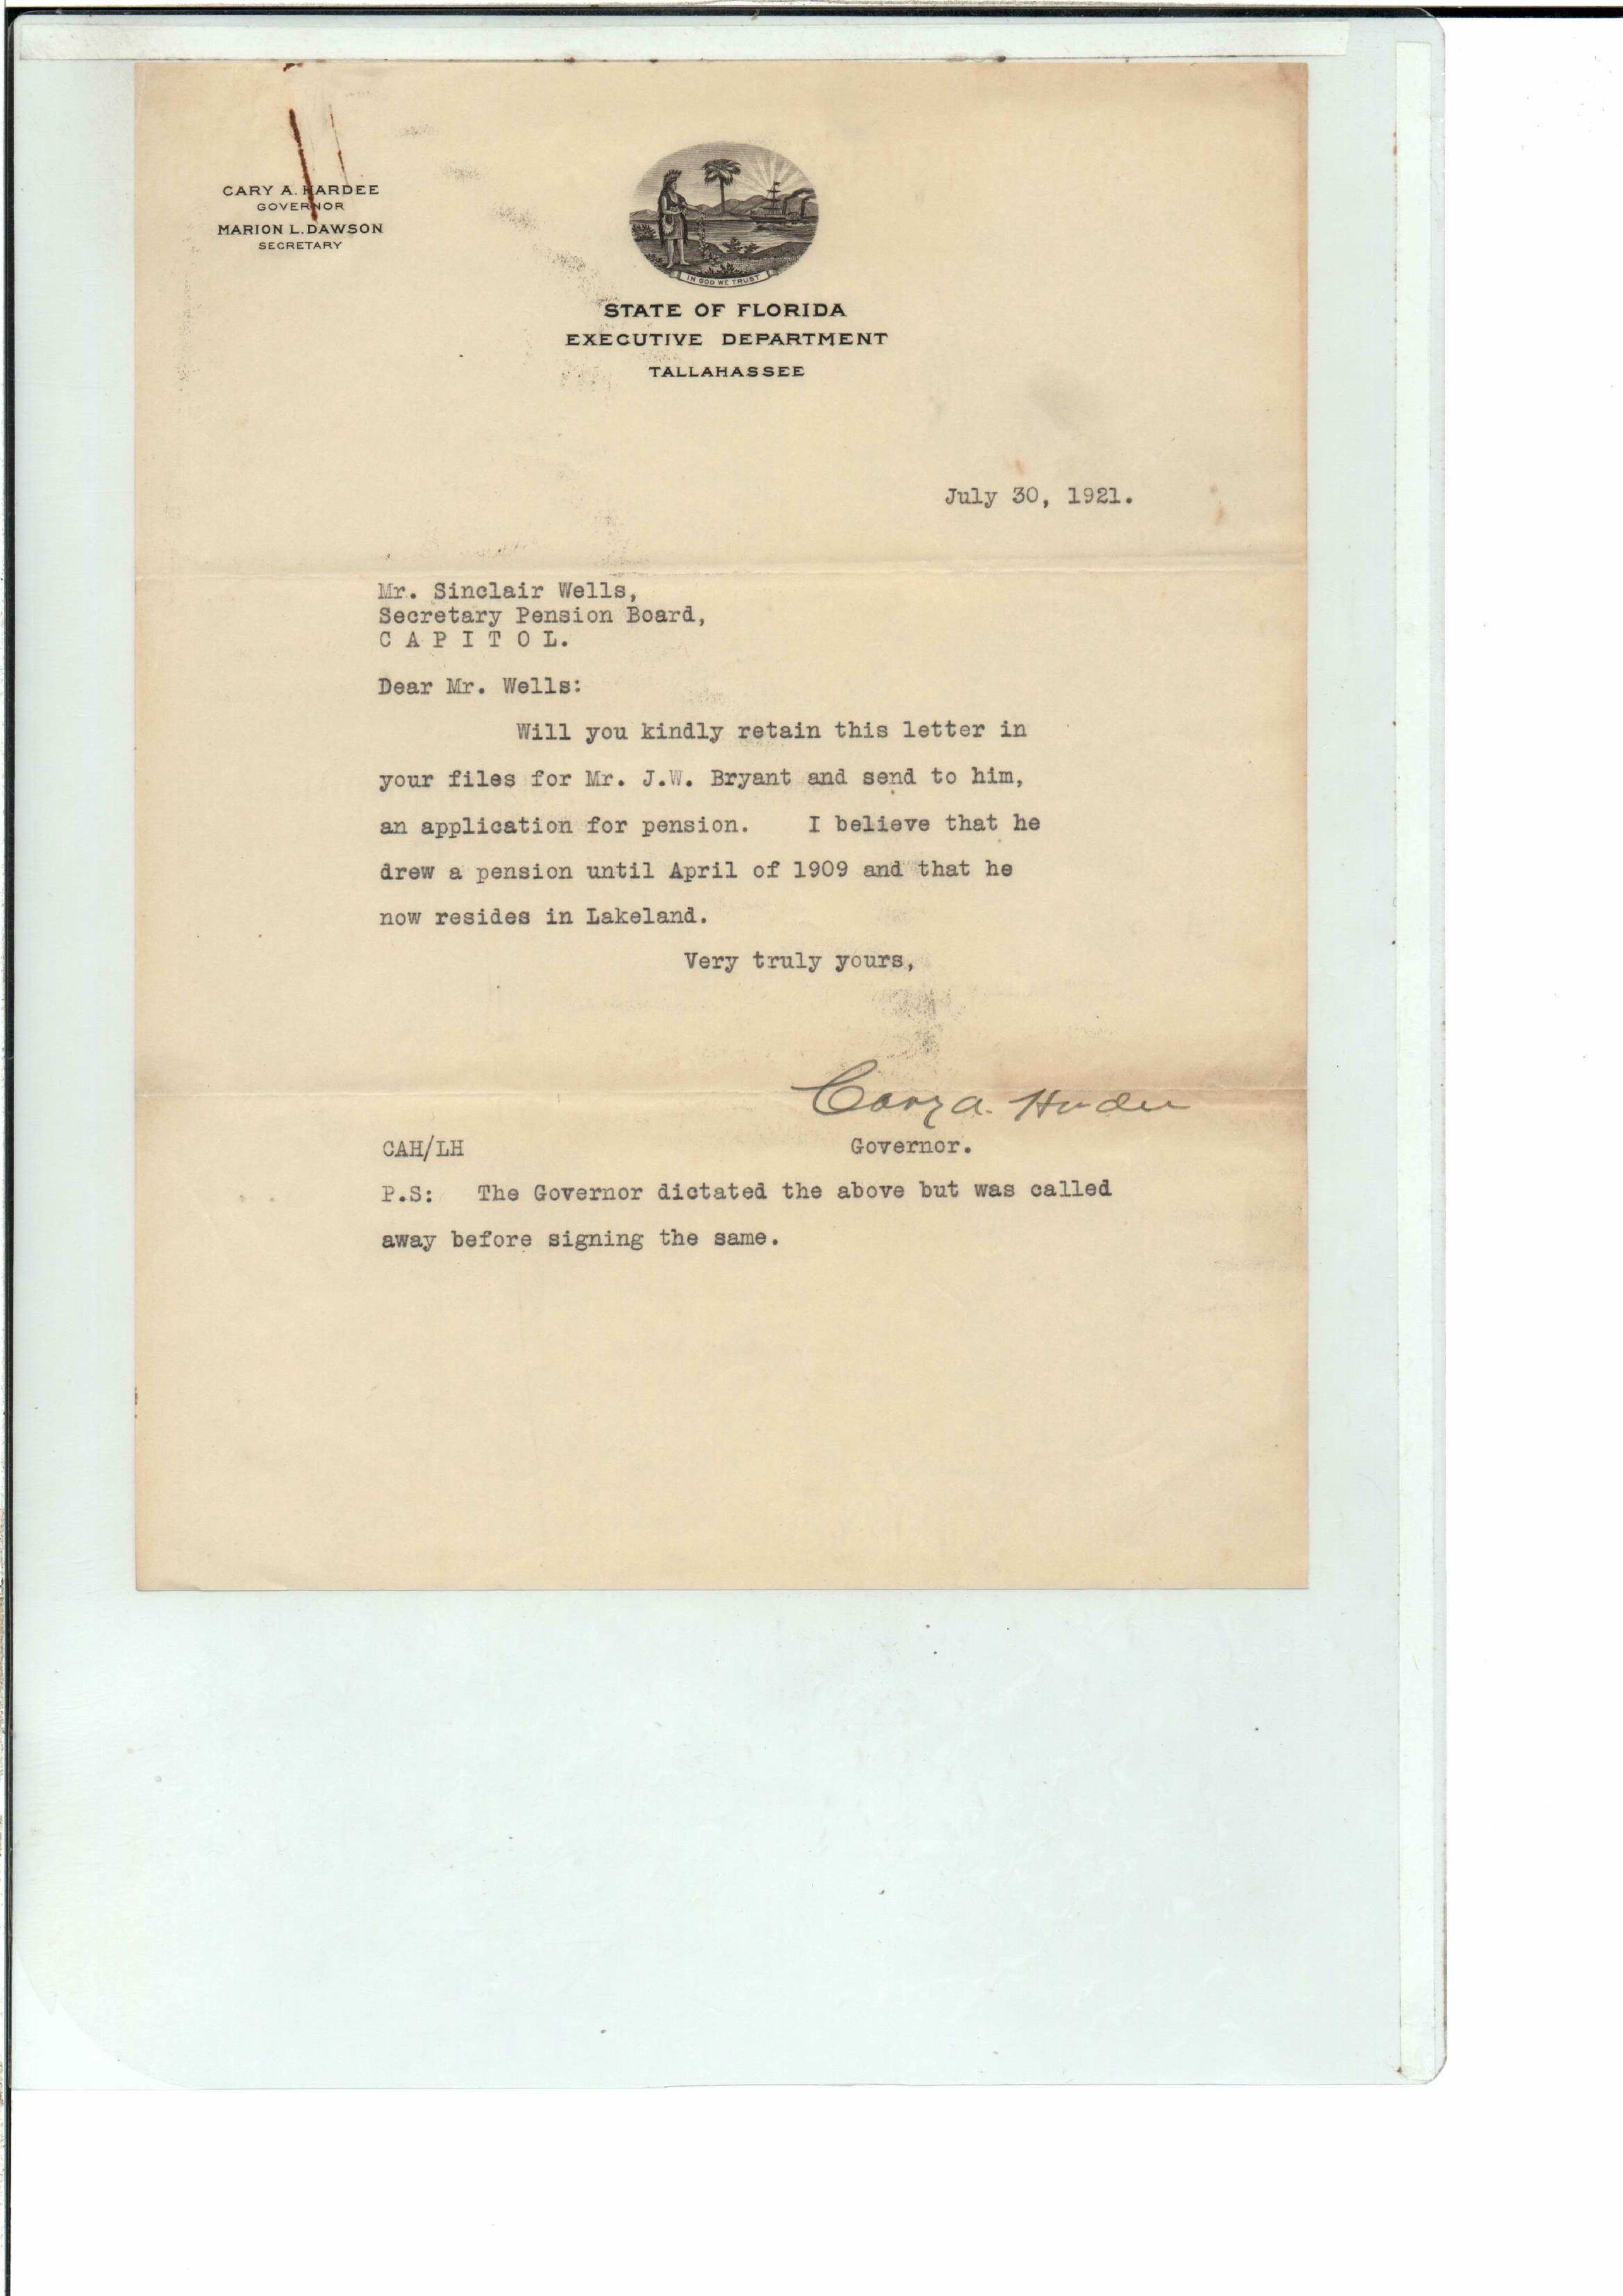 CARY A. HARDEE
GOVERNOR
MARION L. DAWSON
SECRETARY
IN GOD WE TRUST
STATE OF FLORIDA
EXECUTIVE DEPARTMENT
TALLAHASSEE
July 30, 1921.
Mr. Sinclair Wells,
Secretary Pension Board,
C A P I T O L.
Dear Mr. Wells:
Will you kindly retain this letter in
your files for Mr. J.W. Bryant and send to him,
an application for pension. I believe that he
drew a pension until April of 1909 and that he
now resides in Lakeland.
Very truly yours,
Cary A. Hardee
CAH/LH Governor.
P.S: The Governor dictated the above but was called
away before signing the same.